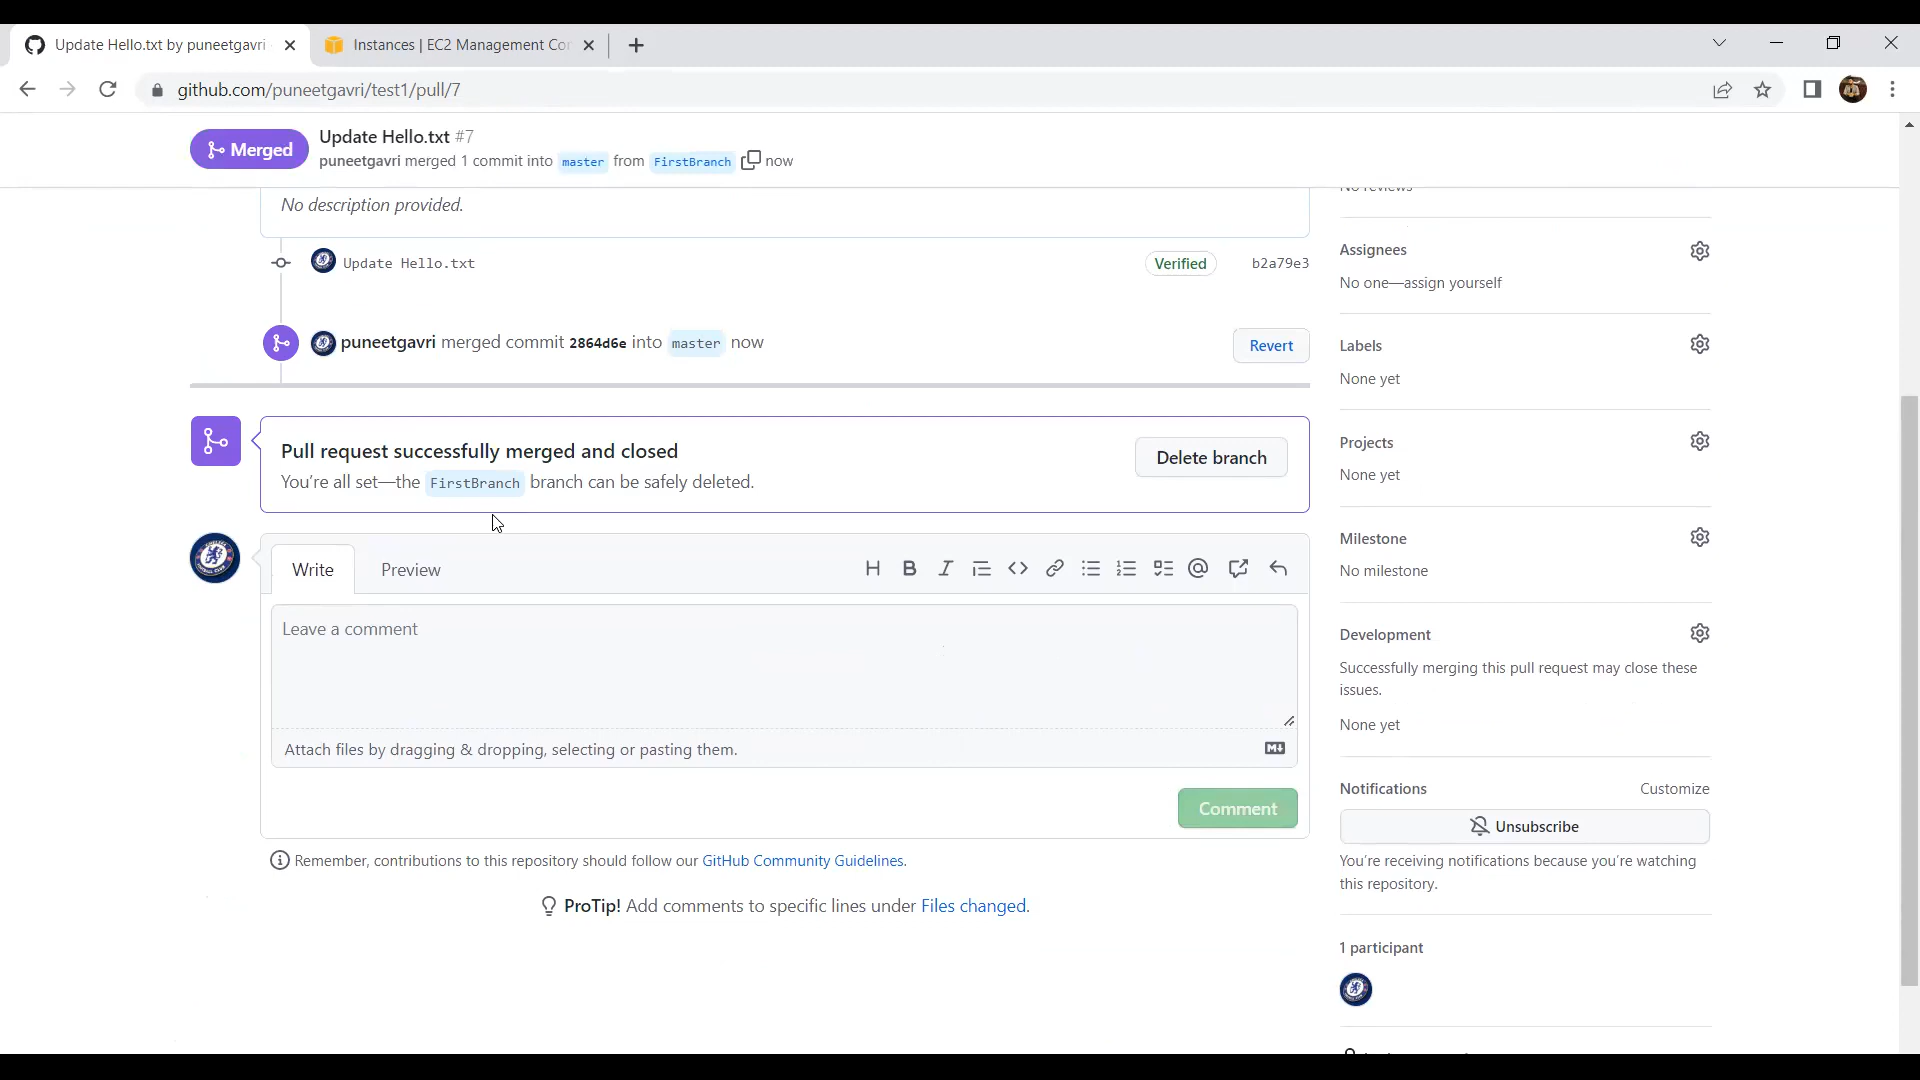 Update Hello.txt by puneetgavri
Instances | EC2 Management Cor
github.com/puneetgavri/test1/pull/7
Merged
Update Hello.txt #7
puneetgavri merged 1 commit into master from FirstBranch now
No description provided.
Update Hello.txt Verified b2a79e3
puneetgavri merged commit 2864d6e into master now
Revert
Pull request successfully merged and closed
You're all set—the FirstBranch branch can be safely deleted.
Delete branch
Write Preview
Leave a comment
Attach files by dragging & dropping, selecting or pasting them.
Comment
Remember, contributions to this repository should follow our GitHub Community Guidelines.
ProTip! Add comments to specific lines under Files changed.
No reviews
Assignees
No one—assign yourself
Labels
None yet
Projects
None yet
Milestone
No milestone
Development
Successfully merging this pull request may close these
issues.
None yet
Notifications Customize
Unsubscribe
You're receiving notifications because you're watching
this repository.
1 participant